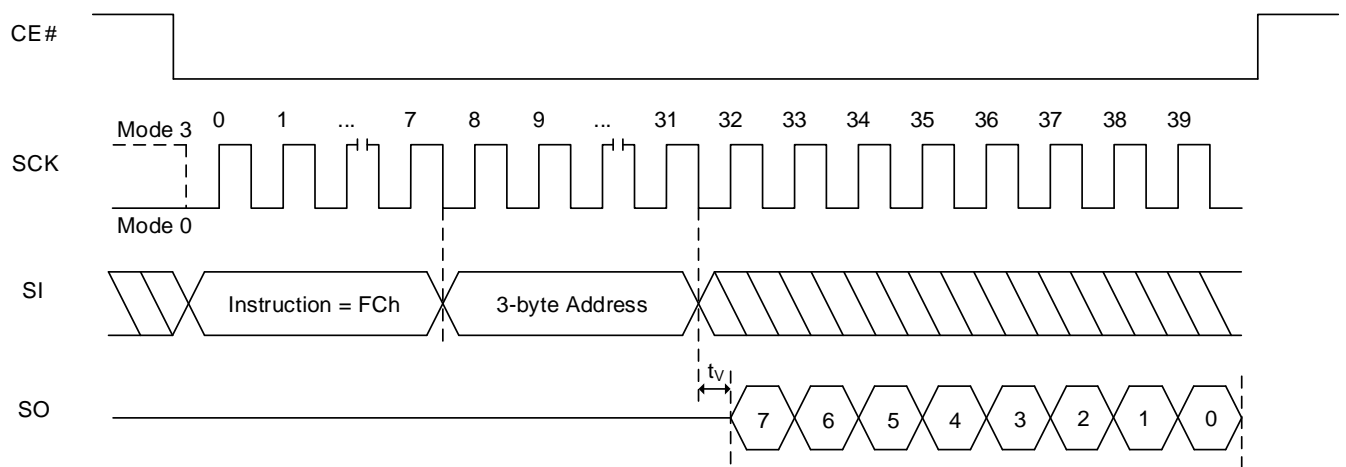 CE#
Mode 3
0 1 ... 7 8 9 ... 31 32 33 34 35 36 37 38 39
SCK
Mode 0
SI
Instruction = FCh
3-byte Address
tV
SO
7 6 5 4 3 2 1 0